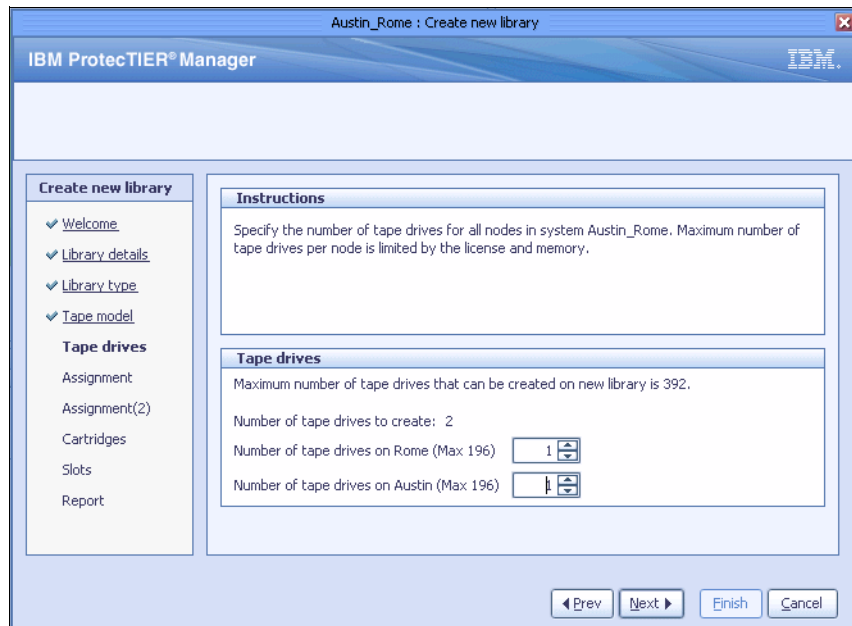 Austin_Rome : Create new library
IBM ProtecTIER® Manager
IBM.
Create new library
Welcome
Library details
Library type
Tape model
Tape drives
Assignment
Assignment(2)
Cartridges
Slots
Report
Instructions
Specify the number of tape drives for all nodes in system Austin_Rome. Maximum number of
tape drives per node is limited by the license and memory.
Tape drives
Maximum number of tape drives that can be created on new library is 392.
Number of tape drives to create: 2
Number of tape drives on Rome (Max 196) 1
Number of tape drives on Austin (Max 196) 1
Prev Next Finish Cancel